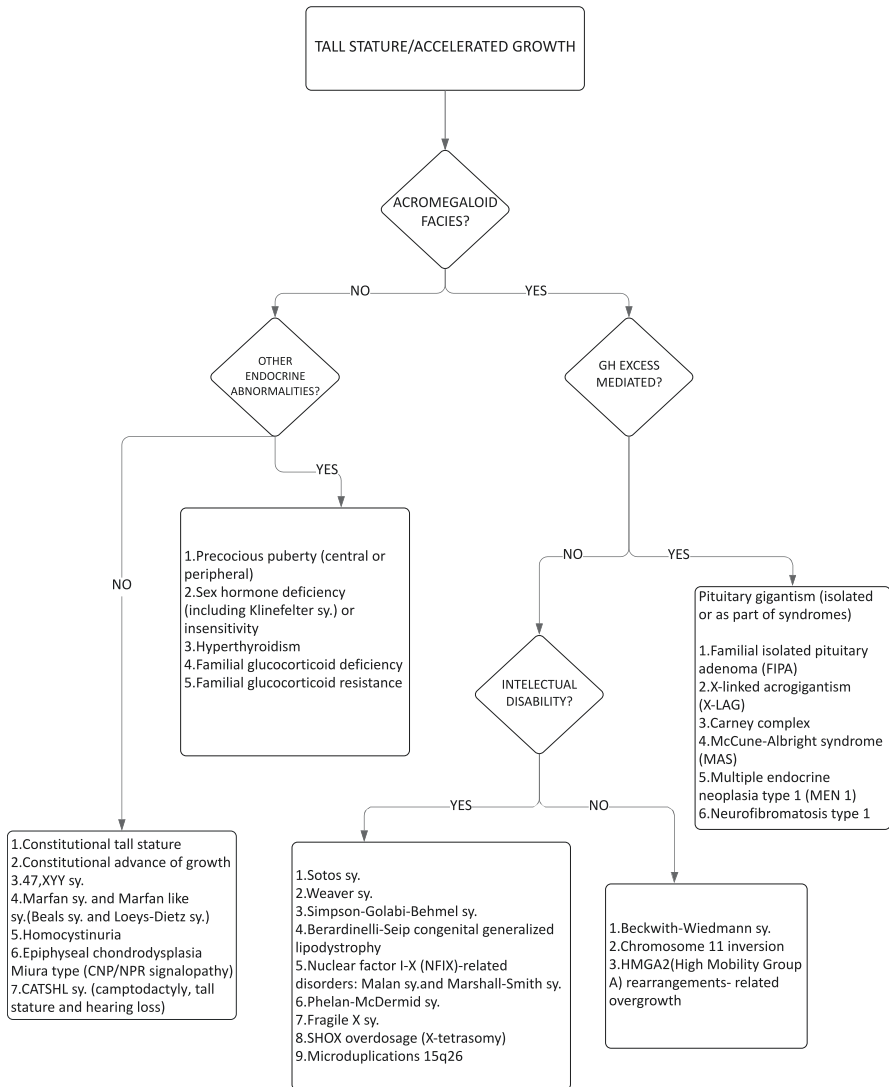 TALL STATURE/ACCELERATED GROWTH
ACROMEGALOID
FACIES?
NO
YES
OTHER
ENDOCRINE
ABNORMALITIES?
GH EXCESS
MEDIATED?
YES
NO
1.Precocious puberty (central or
peripheral)
2.Sex hormone deficiency
(including Klinefelter sy.) or
insensitivity
3.Hyperthyroidism
4.Familial glucocorticoid deficiency
5.Familial glucocorticoid resistance
NO
YES
Pituitary gigantism (isolated
or as part of syndromes)
1.Familial isolated pituitary
adenoma (FIPA)
2.X-linked acrogigantism
(X-LAG)
3.Carney complex
4.McCune-Albright syndrome
(MAS)
5.Multiple endocrine
neoplasia type 1 (MEN 1)
6.Neurofibromatosis type 1
INTELECTUAL
DISABILITY?
YES
NO
1.Constitutional tall stature
2.Constitutional advance of growth
3.47,XYY sy.
4.Marfan sy. and Marfan like
sy.(Beals sy. and Loeys-Dietz sy.)
5.Homocystinuria
6.Epiphyseal chondrodysplasia
Miura type (CNP/NPR signalopathy)
7.CATSHL sy. (camptodactyly, tall
stature and hearing loss)
1.Sotos sy.
2.Weaver sy.
3.Simpson-Golabi-Behmel sy.
4.Berardinelli-Seip congenital generalized
lipodystrophy
5.Nuclear factor I-X (NFIX)-related
disorders: Malan sy.and Marshall-Smith sy.
6.Phelan-McDermid sy.
7.Fragile X sy.
8.SHOX overdosage (X-tetrasomy)
9.Microduplications 15q26
1.Beckwith-Wiedmann sy.
2.Chromosome 11 inversion
3.HMGA2(High Mobility Group
A) rearrangements- related
overgrowth